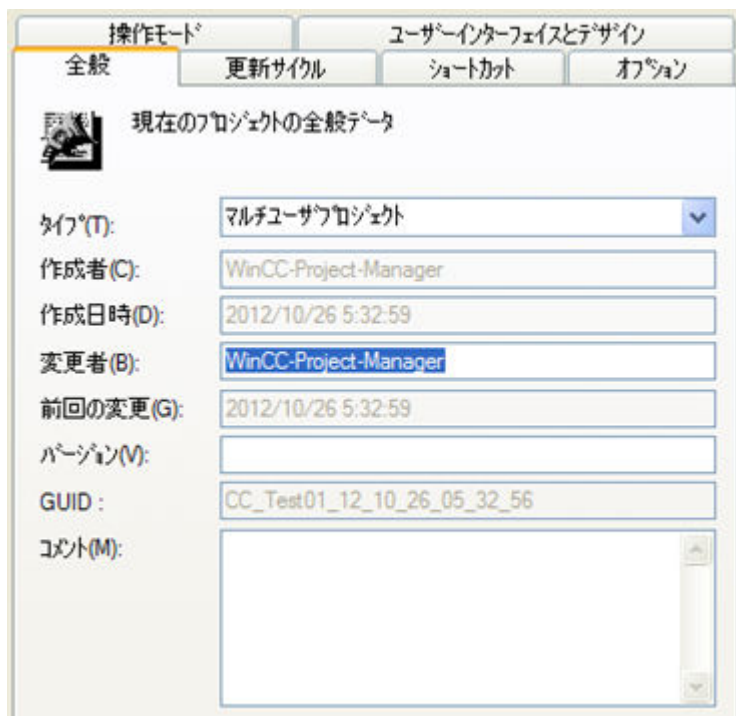 操作モード
ユーザーインターフェイスとデザイン
全般
更新サイクル
ショートカット
オプション
現在のプロジェクトの全般データ
タイプ(T):
マルチユーザプロジェクト
作成者(C):
WinCC-Project-Manager
作成日時(D):
2012/10/26 5:32:59
変更者(B):
WinCC-Project-Manager
前回の変更(G):
2012/10/26 5:32:59
バージョン(V):
GUID :
CC_Test01_12_10_26_05_32_56
コメント(M):